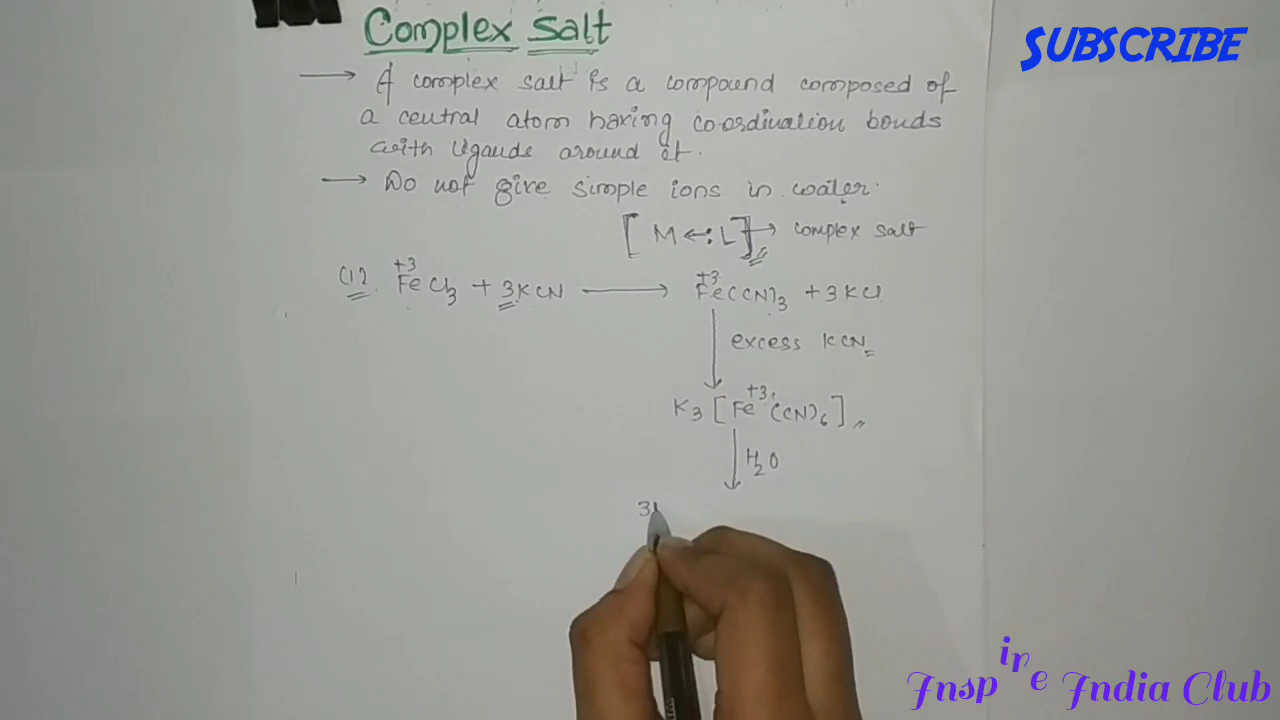 Complex Salt
SUBSCRIBE
→ A complex salt is a compound composed of
a central atom having co-ordination bonds
with ligands around it.
→ Do not give simple ions in water.
[M ←: L] → complex salt
(1). Fe⁺³Cl₃ + 3KCN → Fe⁺³(CN)₃ + 3KCl
excess KCN
K₃[Fe⁺³(CN)₆]
H₂O
3
Inspire India Club